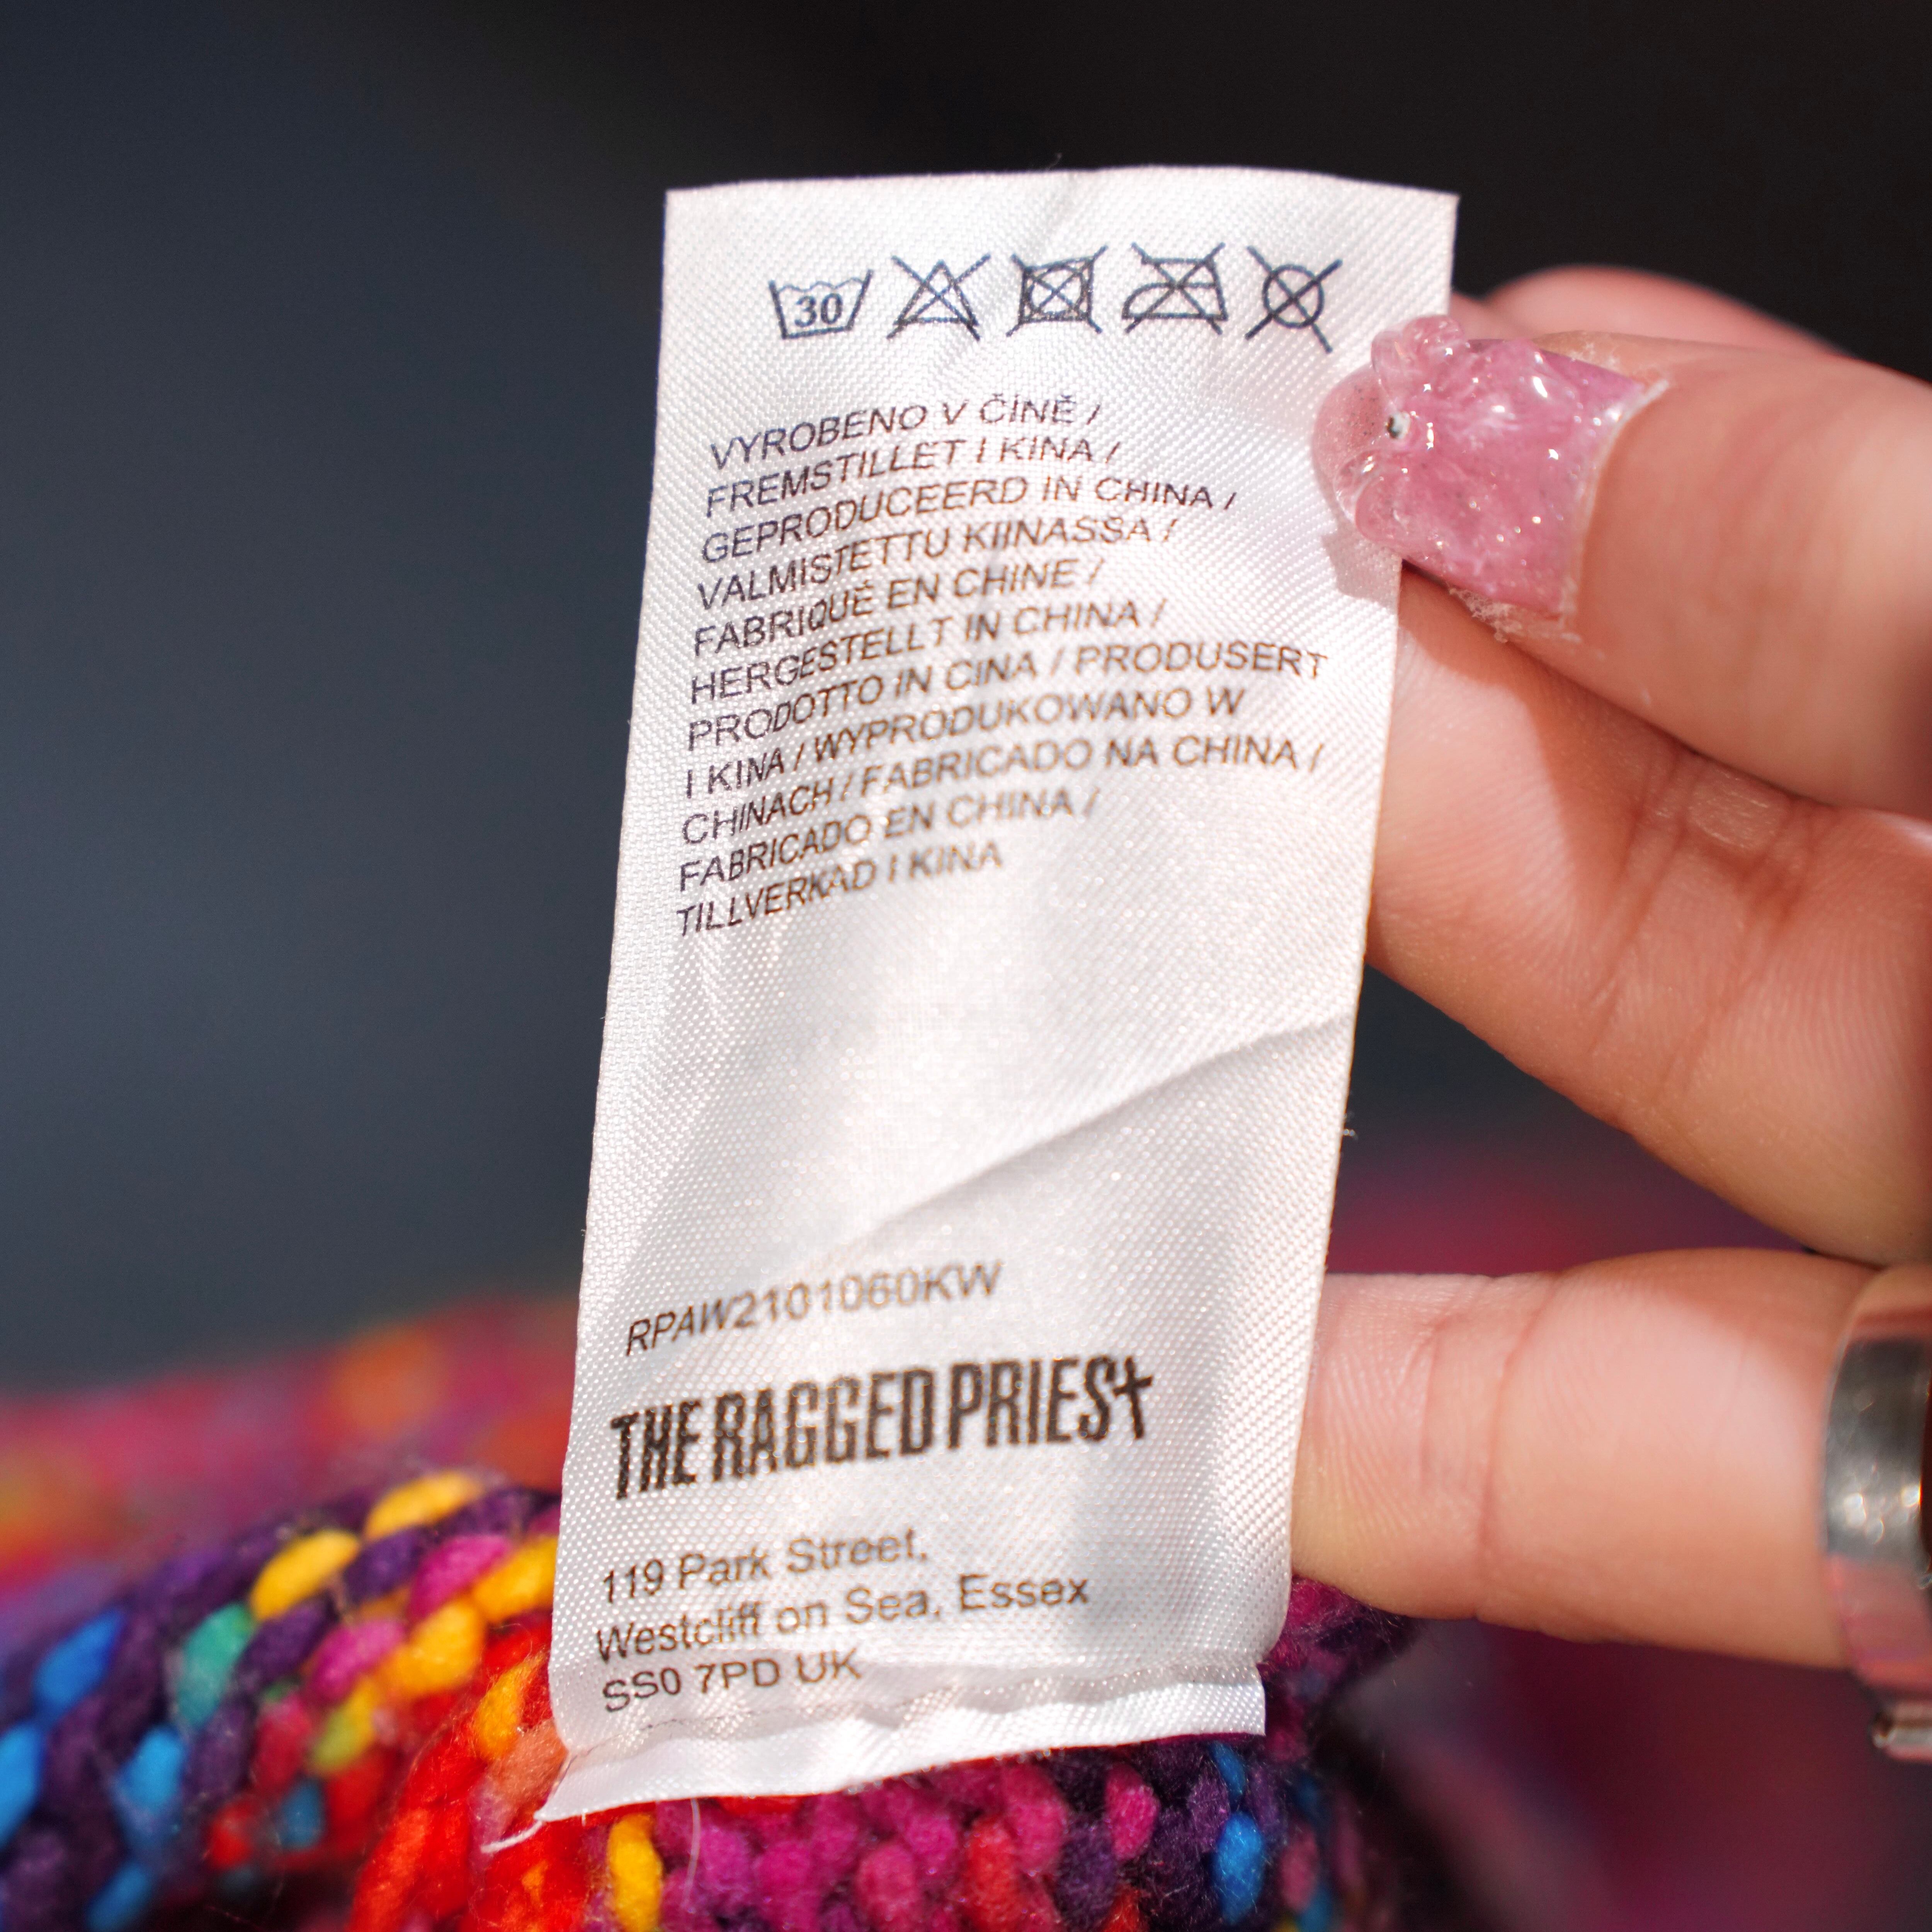 30
VYROBENO V ČÍNĚ /
FREMSTILLET I KINA /
GEPRODUCEERD IN CHINA /
VALMISTETTU KIINASSA /
FABRIQUÉ EN CHINE /
HERGESTELLT IN CHINA /
PRODOTTO IN CINA / PRODUSERT
I KINA / WYPRODUKOWANO W
CHINACH / FABRICADO NA CHINA /
FABRICADO EN CHINA /
TILLVERKAD I KINA
RPAW2101060KW
THE RAGGED PRIEST
119 Park Street,
Westcliff on Sea, Essex
SS0 7PD UK